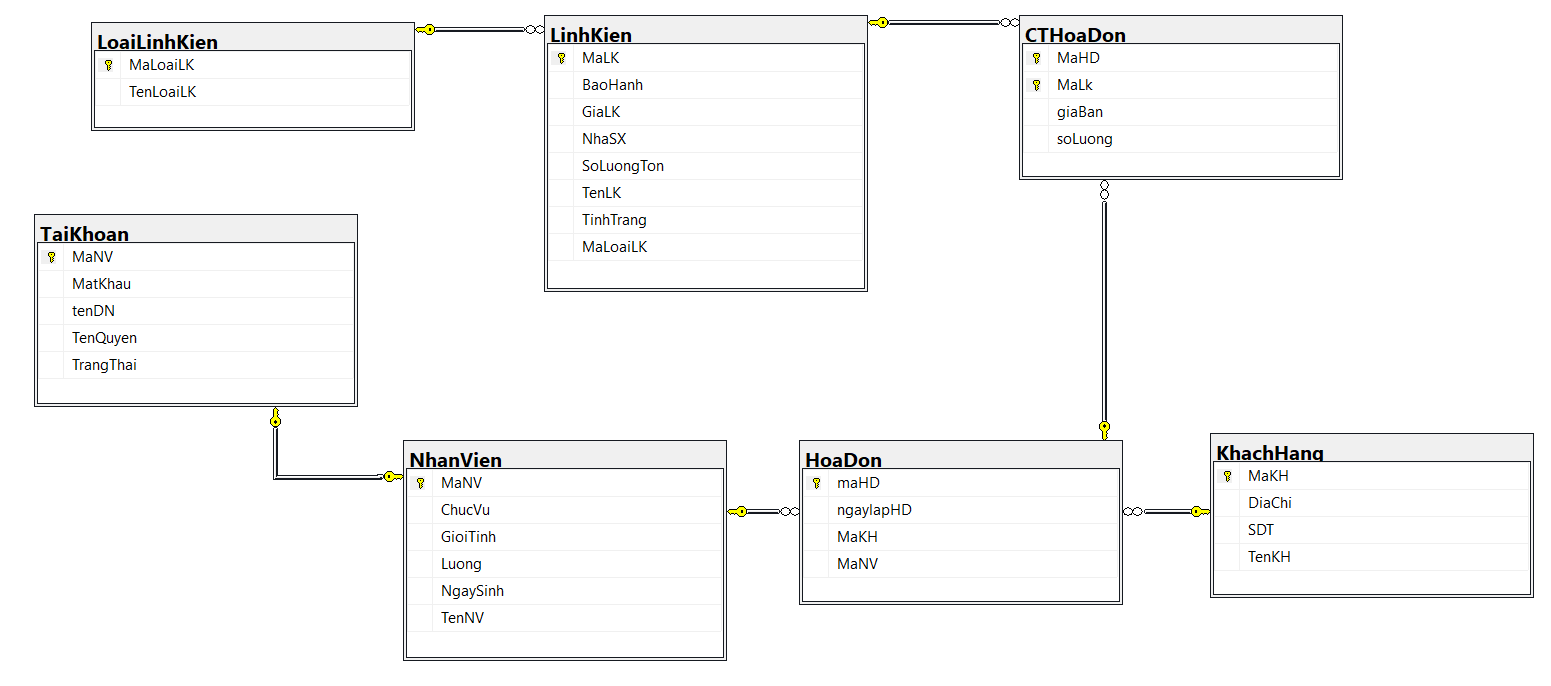 LoaiLinhKien
MaLoaiLK
TenLoaiLK
LinhKien
MaLK
BaoHanh
GiaLK
NhaSX
SoLuongTon
TenLK
TinhTrang
MaLoaiLK
CTHoaDon
MaHD
MaLk
giaBan
soLuong
TaiKhoan
MaNV
MatKhau
tenDN
TenQuyen
TrangThai
NhanVien
MaNV
ChucVu
GioiTinh
Luong
NgaySinh
TenNV
HoaDon
maHD
ngaylapHD
MaKH
MaNV
KhachHang
MaKH
DiaChi
SDT
TenKH